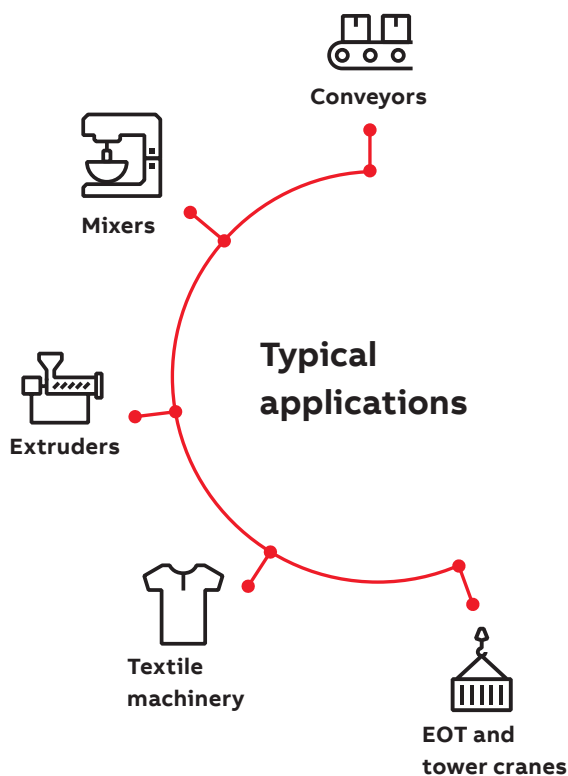 Conveyors
Mixers
Typical
applications
Extruders
Textile
machinery
EOT and
tower cranes